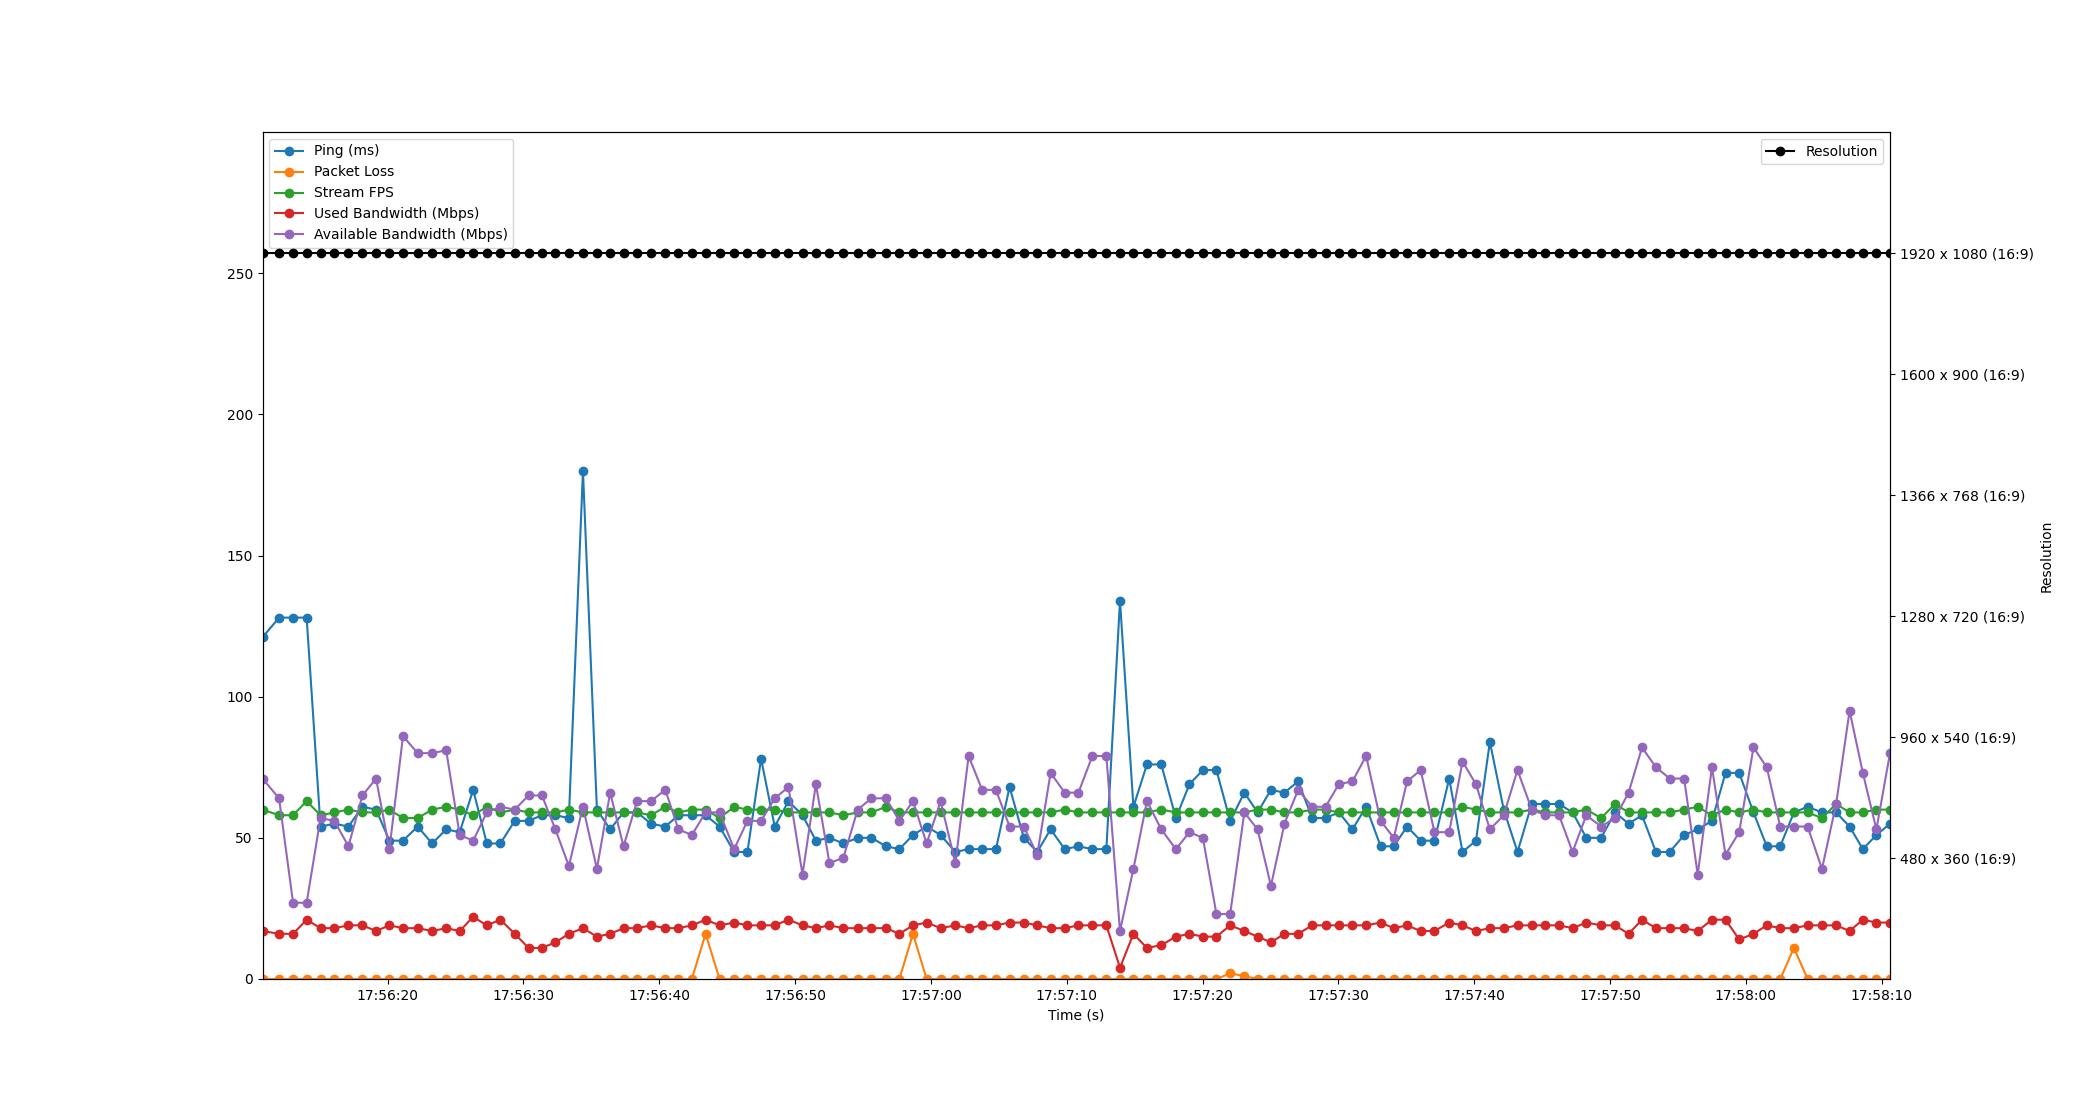 Ping (ms)
Packet Loss
Stream FPS
Used Bandwidth (Mbps)
Available Bandwidth (Mbps)
Resolution
250
200
150
100
50
0
1920 x 1080 (16:9)
1600 x 900 (16:9)
1366 x 768 (16:9)
1280 x 720 (16:9)
960 x 540 (16:9)
480 x 360 (16:9)
Resolution
17:56:20 17:56:30 17:56:40 17:56:50 17:57:00 17:57:10 17:57:20 17:57:30 17:57:40 17:57:50 17:58:00 17:58:10
Time (s)